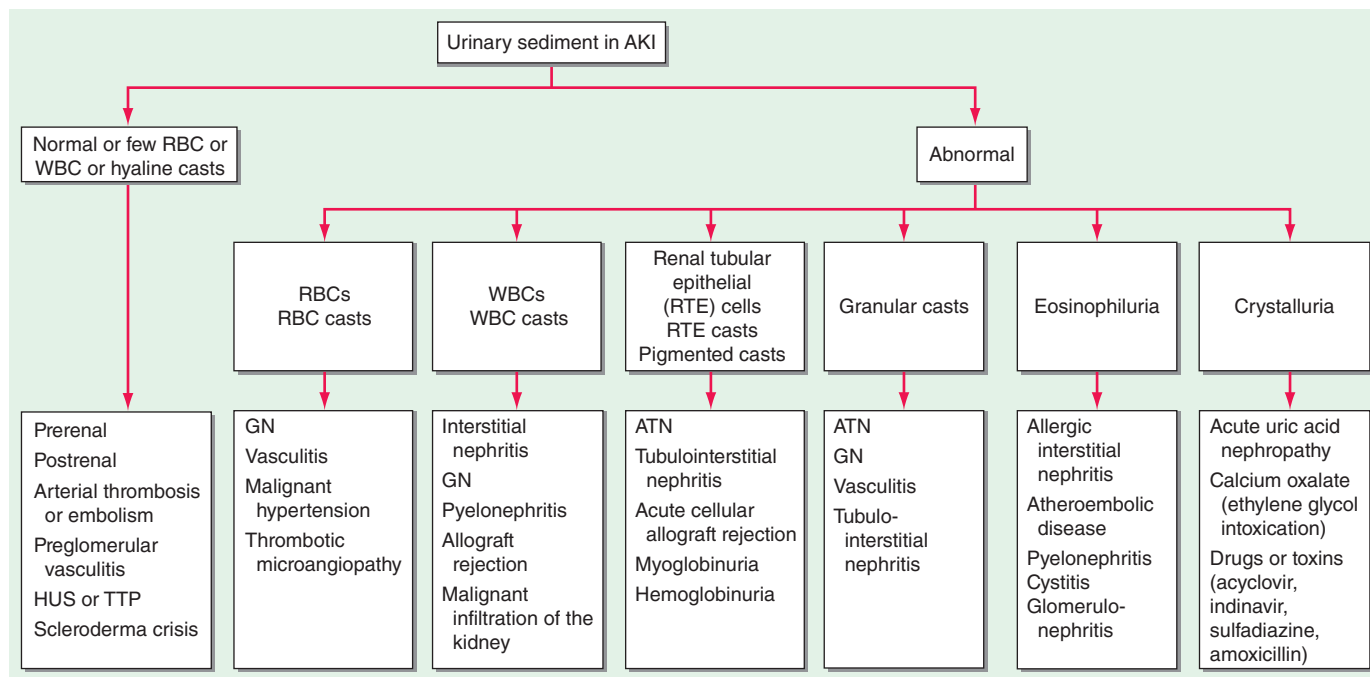 Urinary sediment in AKI
Normal or few RBC or
WBC or hyaline casts
Abnormal
RBCs
RBC casts
WBCs
WBC casts
Renal tubular
epithelial
(RTE) cells
RTE casts
Pigmented casts
Granular casts
Eosinophiluria
Crystalluria
Prerenal
Postrenal
Arterial thrombosis
or embolism
Preglomerular
vasculitis
HUS or TTP
Scleroderma crisis
GN
Vasculitis
Malignant
hypertension
Thrombotic
microangiopathy
Interstitial
nephritis
GN
Pyelonephritis
Allograft
rejection
Malignant
infiltration of the
kidney
ATN
Tubulointerstitial
nephritis
Acute cellular
allograft rejection
Myoglobinuria
Hemoglobinuria
ATN
GN
Vasculitis
Tubulo-
interstitial
nephritis
Allergic
interstitial
nephritis
Atheroembolic
disease
Pyelonephritis
Cystitis
Glomerulo-
nephritis
Acute uric acid
nephropathy
Calcium oxalate
(ethylene glycol
intoxication)
Drugs or toxins
(acyclovir,
indinavir,
sulfadiazine,
amoxicillin)